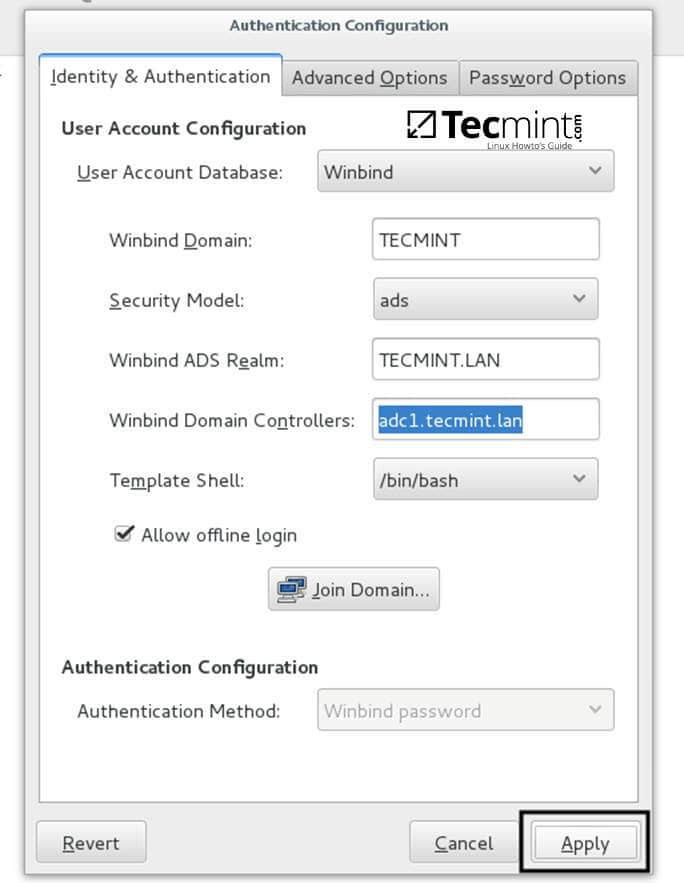 Authentication Configuration
Identity & Authentication Advanced Options Password Options
User Account Configuration
Tecmint.com
Linux Howto's Guide
User Account Database: Winbind
Winbind Domain: TECMINT
Security Model: ads
Winbind ADS Realm: TECMINT.LAN
Winbind Domain Controllers: adc1.tecmint.lan
Template Shell: /bin/bash
Allow offline login
Join Domain...
Authentication Configuration
Authentication Method: Winbind password
Revert Cancel Apply